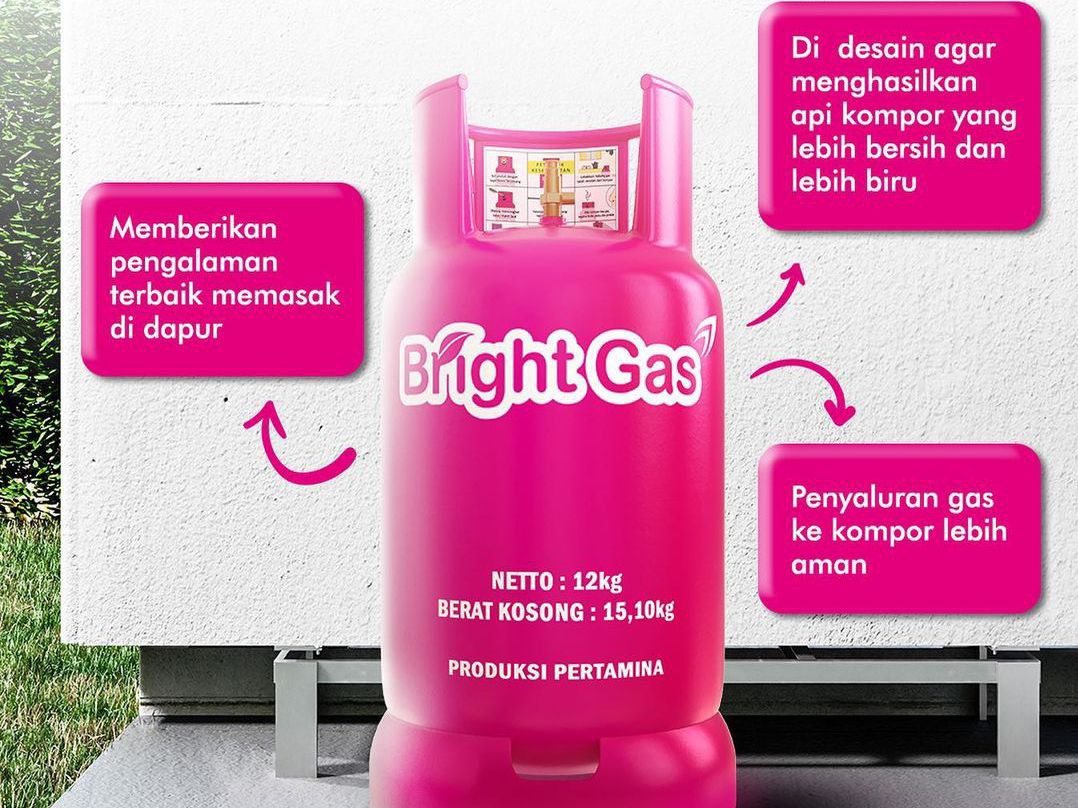 Di desain agar
menghasilkan
api kompor yang
lebih bersih dan
lebih biru
Memberikan
pengalaman
terbaik memasak
di dapur
Bright Gas
Penyaluran gas
ke kompor lebih
aman
NETTO : 12kg
BERAT KOSONG : 15,10kg
PRODUKSI PERTAMINA